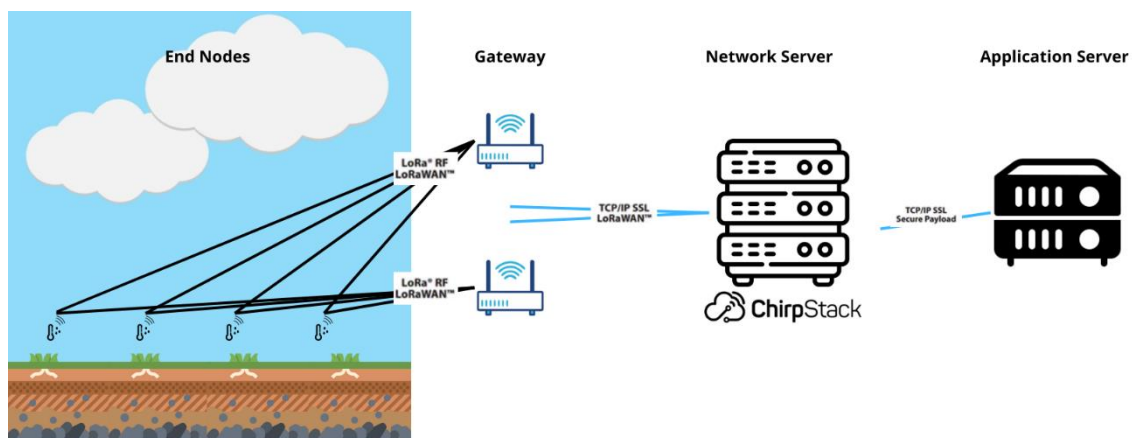 End Nodes
Gateway
Network Server
Application Server
LoRa® RF
LoRaWAN™
TCP/IP SSL
LoRaWAN™
TCP/IP SSL
Secure Payload
LoRa® RF
LoRaWAN™
ChirpStack